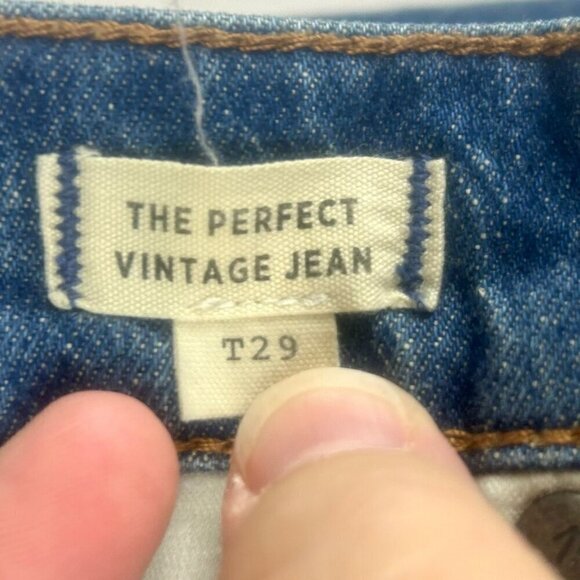 THE PERFECT
VINTAGE JEAN
T29